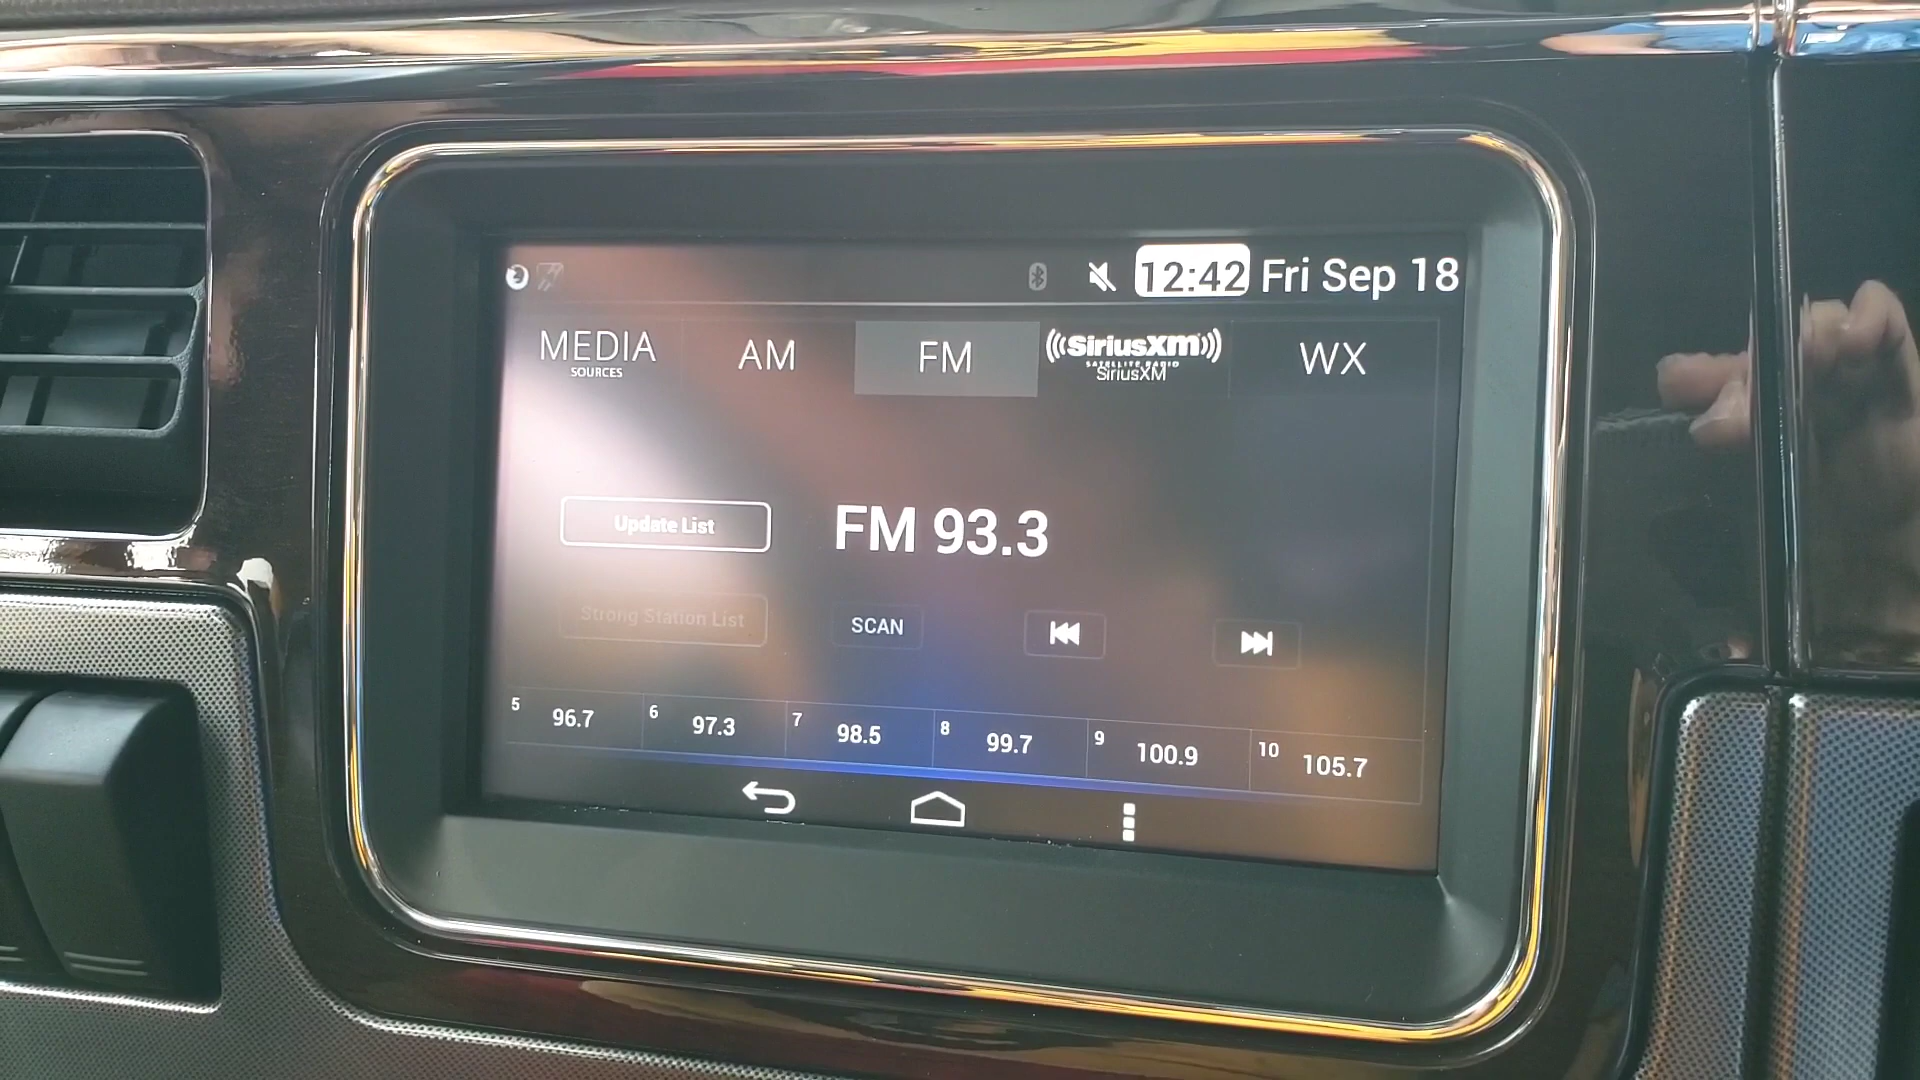 12:42 Fri Sep 18
MEDIA
SOURCES
AM
FM
SiriusXM
SATELLITE RADIO
SiriusXM
WX
Update List
FM 93.3
Strong Station List
SCAN
5 96.7
6 97.3
7 98.5
8 99.7
9 100.9
10 105.7